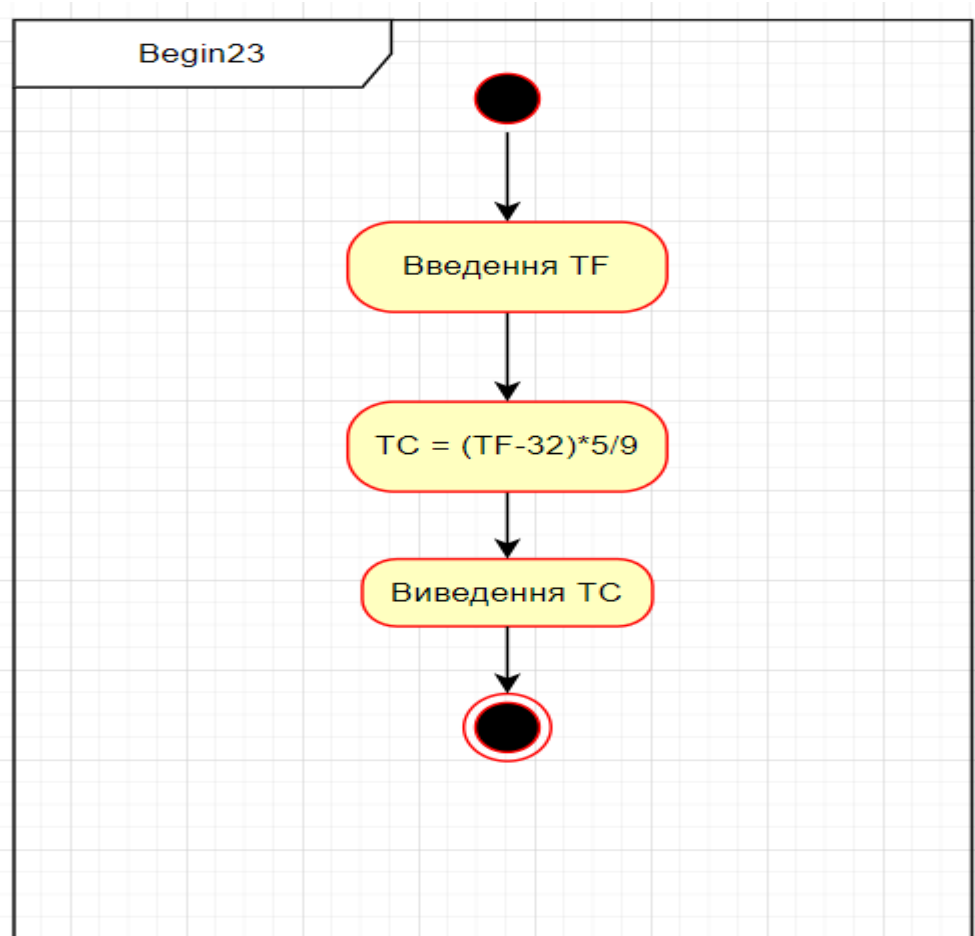 Begin23
Введення TF
TC = (TF-32)*5/9
Виведення TC